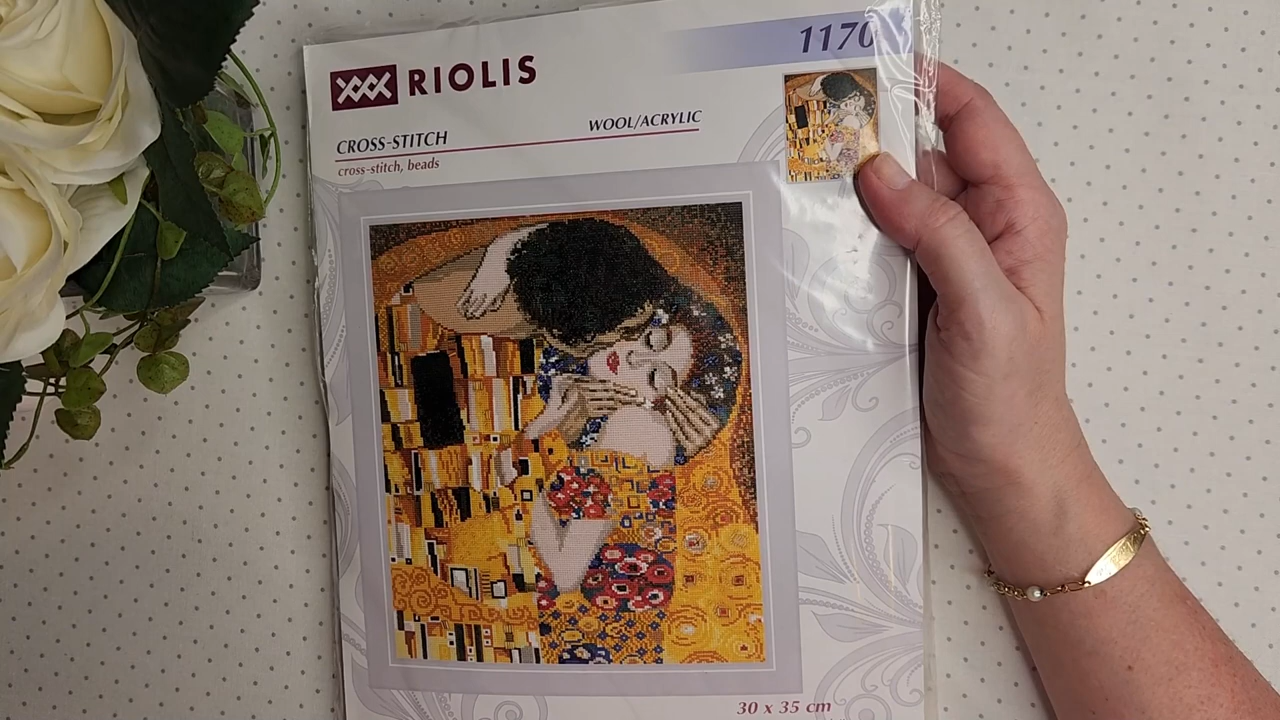 1170
RIOLIS
CROSS-STITCH
WOOL/ACRYLIC
cross-stitch, beads
30 x 35 cm